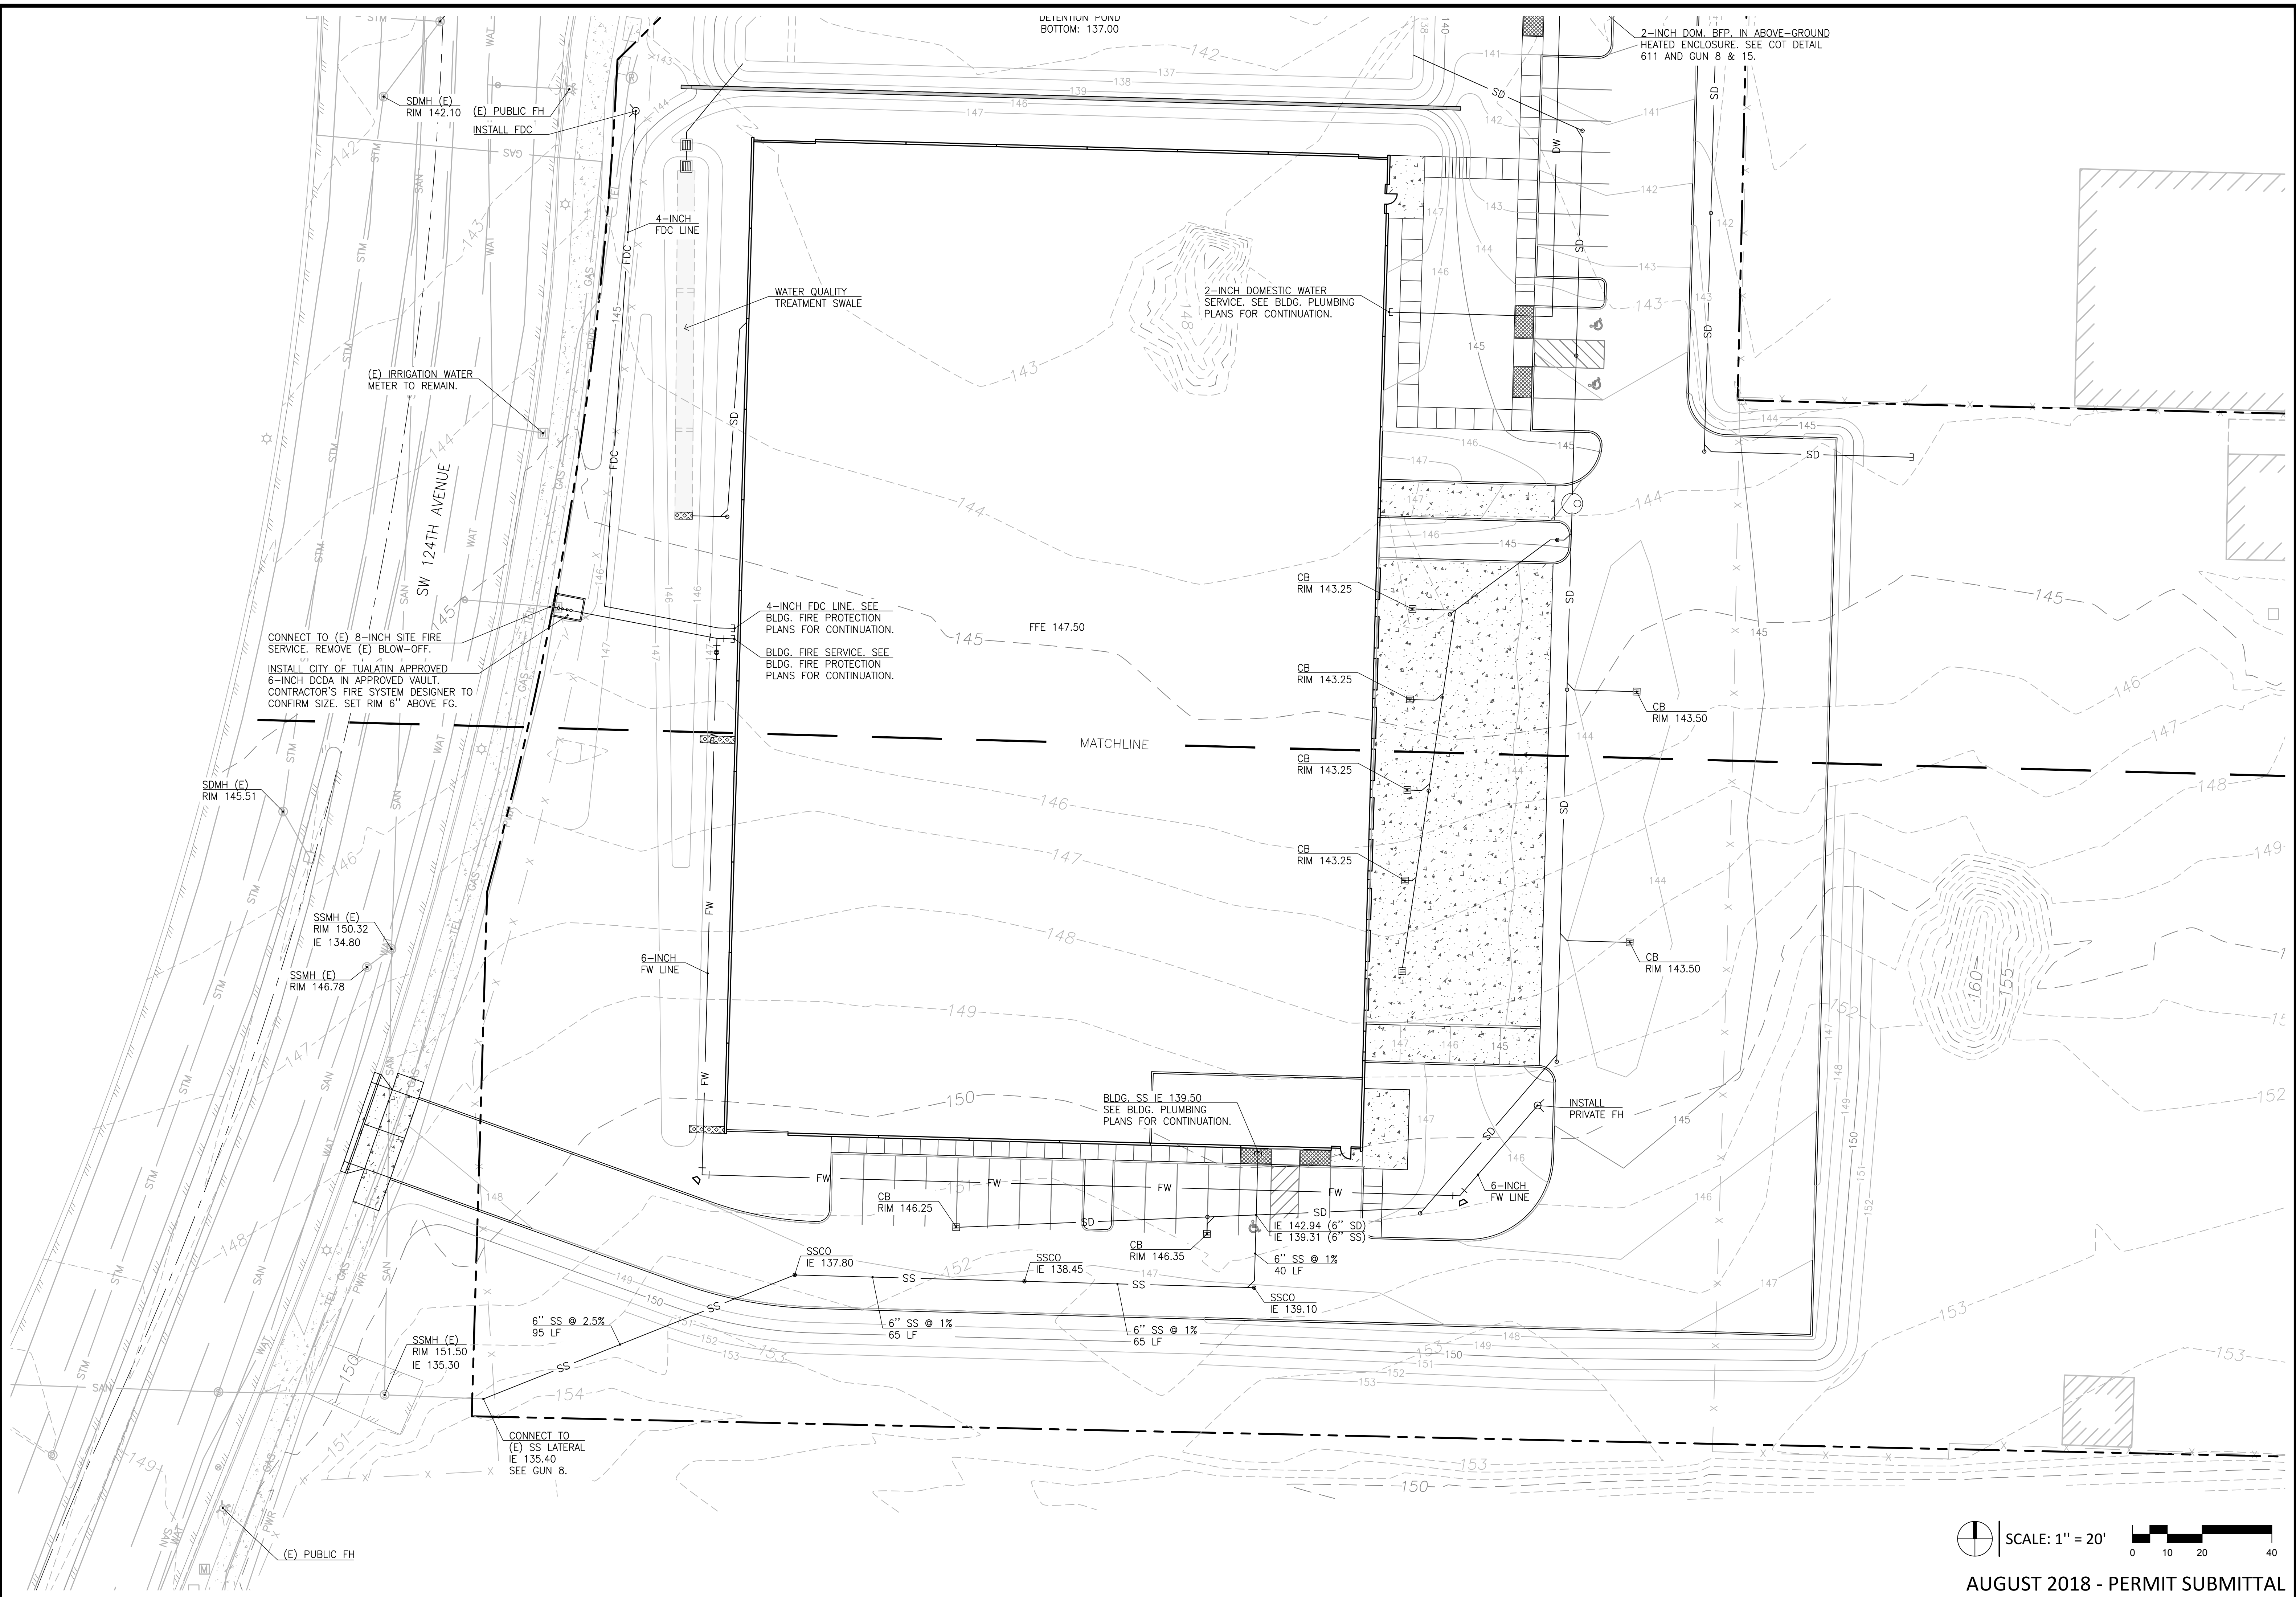 DETENTION POND
BOTTOM: 137.00
2-INCH DOM. BFP. IN ABOVE-GROUND
HEATED ENCLOSURE. SEE COT DETAIL
611 AND GUN 8 & 15.
SDMH (E)
RIM 142.10
(E) PUBLIC FH
INSTALL FDC
4-INCH
FDC LINE
WATER QUALITY
TREATMENT SWALE
2-INCH DOMESTIC WATER
SERVICE. SEE BLDG. PLUMBING
PLANS FOR CONTINUATION.
(E) IRRIGATION WATER
METER TO REMAIN.
SW 124TH AVENUE
CONNECT TO (E) 8-INCH SITE FIRE
SERVICE. REMOVE (E) BLOW-OFF.
INSTALL CITY OF TUALATIN APPROVED
6-INCH DCDA IN APPROVED VAULT.
CONTRACTOR'S FIRE SYSTEM DESIGNER TO
CONFIRM SIZE. SET RIM 6'' ABOVE FG.
4-INCH FDC LINE. SEE
BLDG. FIRE PROTECTION
PLANS FOR CONTINUATION.
BLDG. FIRE SERVICE. SEE
BLDG. FIRE PROTECTION
PLANS FOR CONTINUATION.
FFE 147.50
CB
RIM 143.25
CB
RIM 143.25
CB
RIM 143.25
CB
RIM 143.25
CB
RIM 143.50
CB
RIM 143.50
MATCHLINE
SDMH (E)
RIM 145.51
SSMH (E)
RIM 150.32
IE 134.80
SSMH (E)
RIM 146.78
6-INCH
FW LINE
BLDG. SS IE 139.50
SEE BLDG. PLUMBING
PLANS FOR CONTINUATION.
INSTALL
PRIVATE FH
6-INCH
FW LINE
CB
RIM 146.25
CB
RIM 146.35
IE 142.94 (6'' SD)
IE 139.31 (6'' SS)
6'' SS @ 1%
40 LF
SSCO
IE 137.80
SSCO
IE 138.45
SSCO
IE 139.10
6'' SS @ 2.5%
95 LF
6'' SS @ 1%
65 LF
6'' SS @ 1%
65 LF
SSMH (E)
RIM 151.50
IE 135.30
CONNECT TO
(E) SS LATERAL
IE 135.40
SEE GUN 8.
(E) PUBLIC FH
SCALE: 1'' = 20'
0 10 20 40
AUGUST 2018 - PERMIT SUBMITTAL